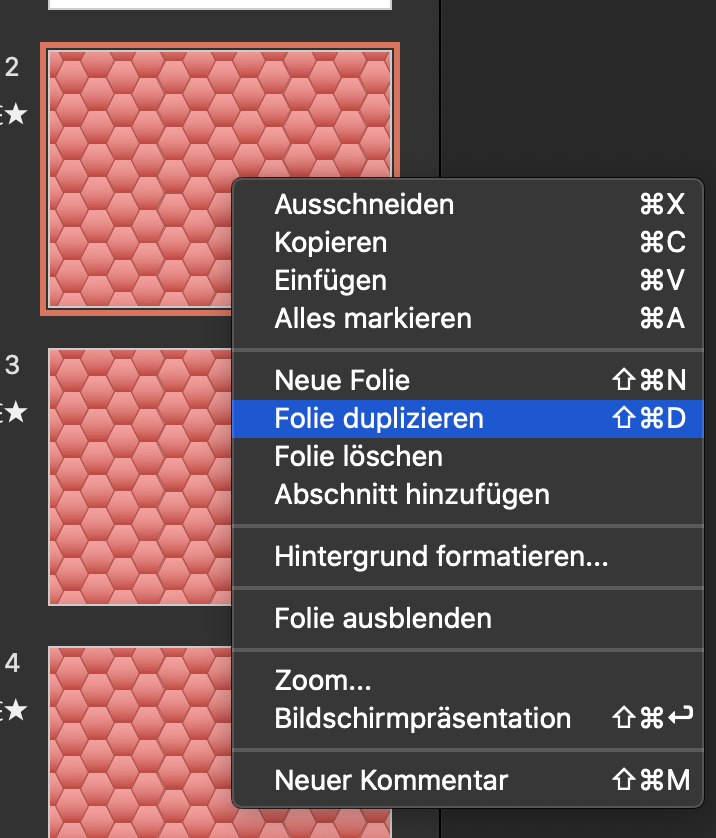 2
Ausschneiden ⌘X
Kopieren ⌘C
Einfügen ⌘V
Alles markieren ⌘A
3
Neue Folie ⇧⌘N
Folie duplizieren ⇧⌘D
Folie löschen
Abschnitt hinzufügen
Hintergrund formatieren...
Folie ausblenden
4
Zoom...
Bildschirmpräsentation ⇧⌘↩
Neuer Kommentar ⇧⌘M